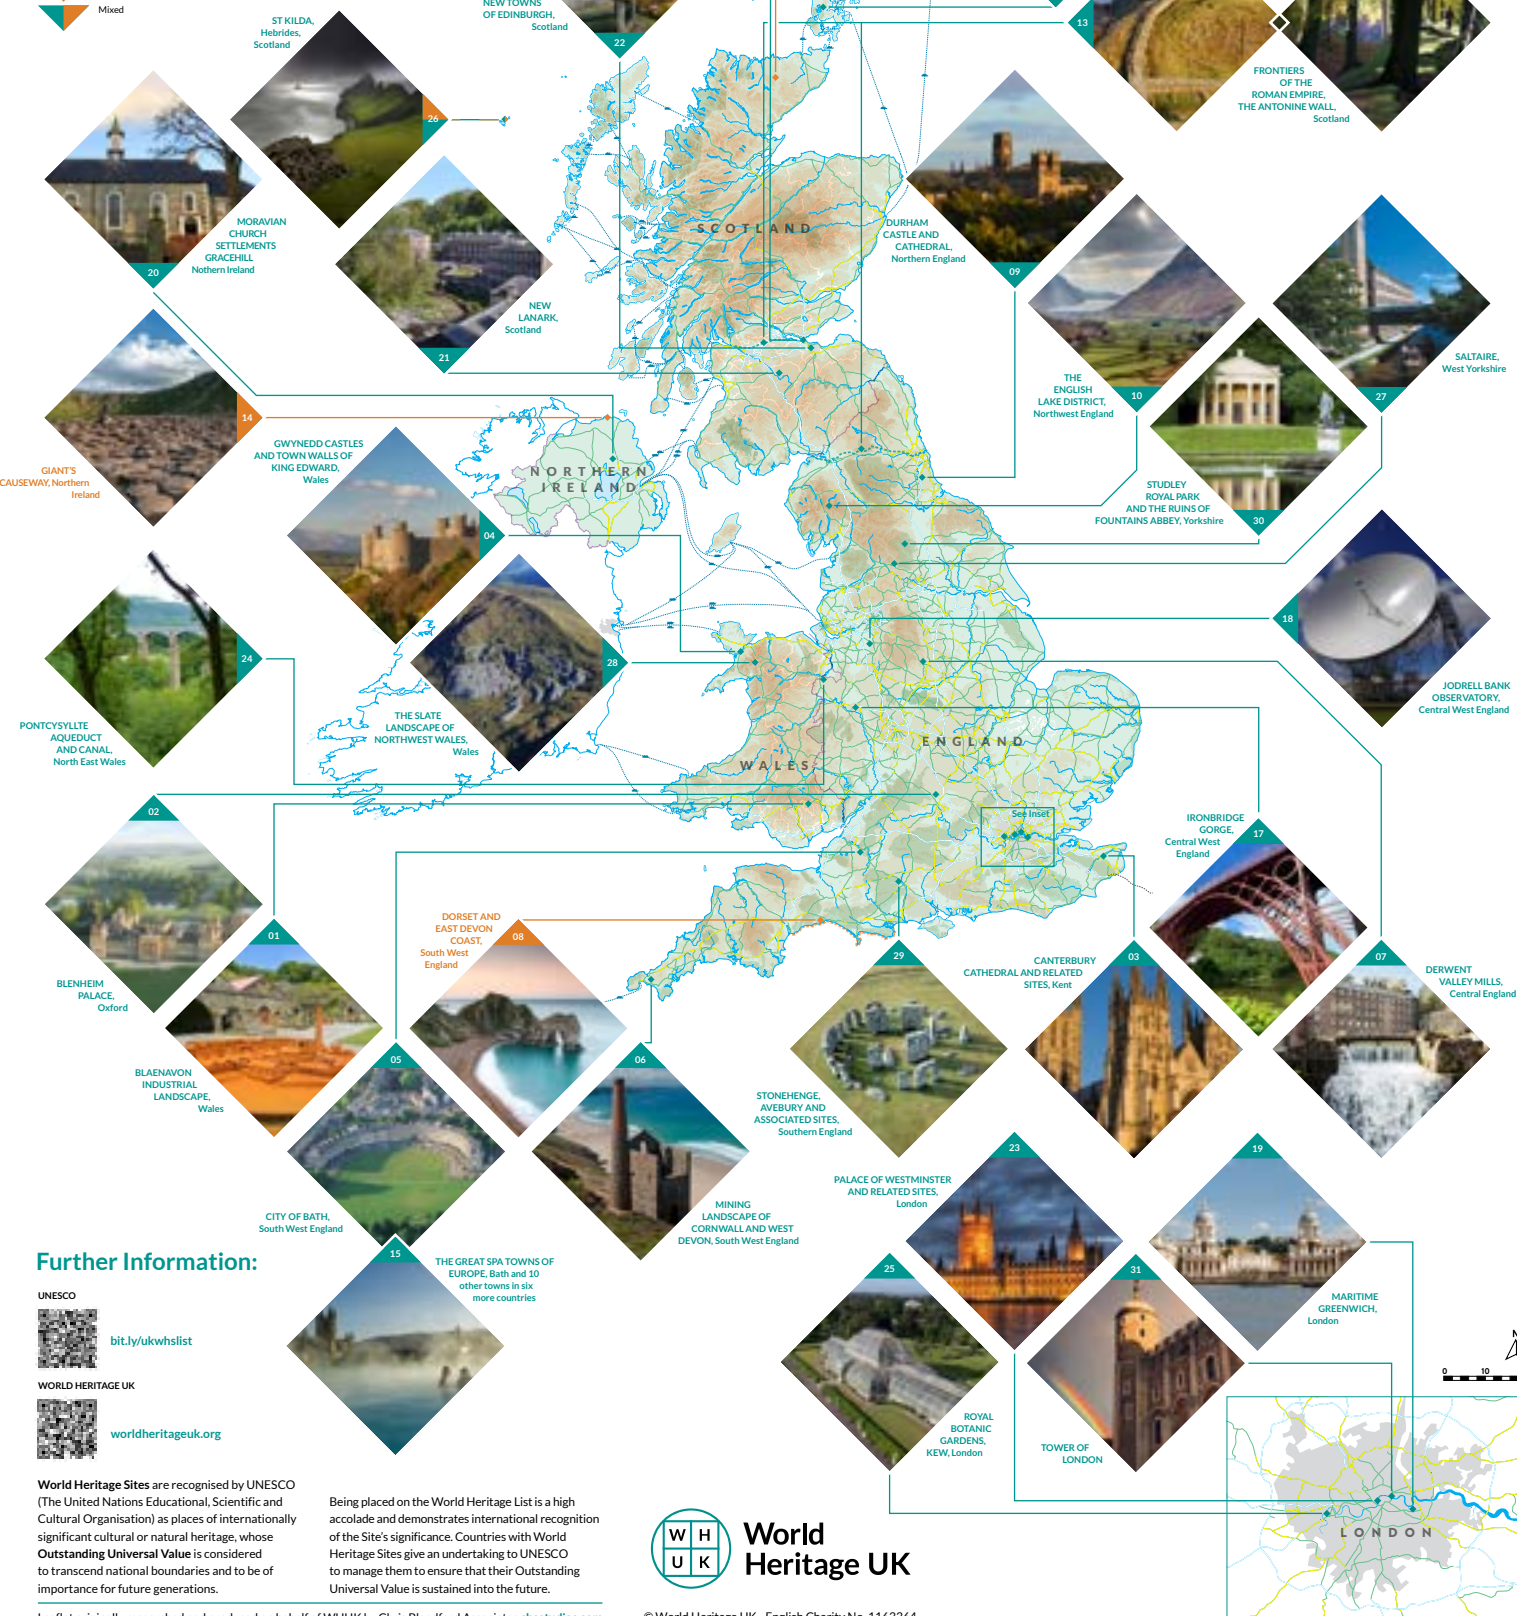 Mixed
ST KILDA,
Hebrides,
Scotland
26
NEW TOWNS
OF EDINBURGH,
Scotland
22
13
FRONTIERS
OF THE
ROMAN EMPIRE,
THE ANTONINE WALL,
Scotland
MORAVIAN
CHURCH
SETTLEMENTS
GRACEHILL
Nothern Ireland
20
NEW
LANARK,
Scotland
21
SCOTLAND
DURHAM
CASTLE AND
CATHEDRAL,
Northern England
09
THE
ENGLISH
LAKE DISTRICT,
Northwest England
10
SALTAIRE,
West Yorkshire
27
GIANT'S
CAUSEWAY, Northern
Ireland
14
GWYNEDD CASTLES
AND TOWN WALLS OF
KING EDWARD,
Wales
04
NORTHERN
IRELAND
STUDLEY
ROYAL PARK
AND THE RUINS OF
FOUNTAINS ABBEY, Yorkshire
30
18
JODRELL BANK
OBSERVATORY,
Central West England
24
PONTCYSYLLTE
AQUEDUCT
AND CANAL,
North East Wales
28
THE SLATE
LANDSCAPE OF
NORTHWEST WALES,
Wales
ENGLAND
WALES
See Inset
02
BLENHEIM
PALACE,
Oxford
01
BLAENAVON
INDUSTRIAL
LANDSCAPE,
Wales
DORSET AND
EAST DEVON
COAST,
South West
England
08
IRONBRIDGE
GORGE,
Central West
England
17
29
STONEHENGE,
AVEBURY AND
ASSOCIATED SITES,
Southern England
CANTERBURY
CATHEDRAL AND RELATED
SITES, Kent
03
07
DERWENT
VALLEY MILLS,
Central England
05
CITY OF BATH,
South West England
06
MINING
LANDSCAPE OF
CORNWALL AND WEST
DEVON, South West England
15
THE GREAT SPA TOWNS OF
EUROPE, Bath and 10
other towns in six
more countries
PALACE OF WESTMINSTER
AND RELATED SITES,
London
23
19
MARITIME
GREENWICH,
London
25
ROYAL
BOTANIC
GARDENS,
KEW, London
31
TOWER OF
LONDON
N
0 10
LONDON
Further Information:
UNESCO
bit.ly/ukwhslist
WORLD HERITAGE UK
worldheritageuk.org
World Heritage Sites are recognised by UNESCO
(The United Nations Educational, Scientific and
Cultural Organisation) as places of internationally
significant cultural or natural heritage, whose
Outstanding Universal Value is considered
to transcend national boundaries and to be of
importance for future generations.
Being placed on the World Heritage List is a high
accolade and demonstrates international recognition
of the Site's significance. Countries with World
Heritage Sites give an undertaking to UNESCO
to manage them to ensure that their Outstanding
Universal Value is sustained into the future.
W H
U K
World
Heritage UK